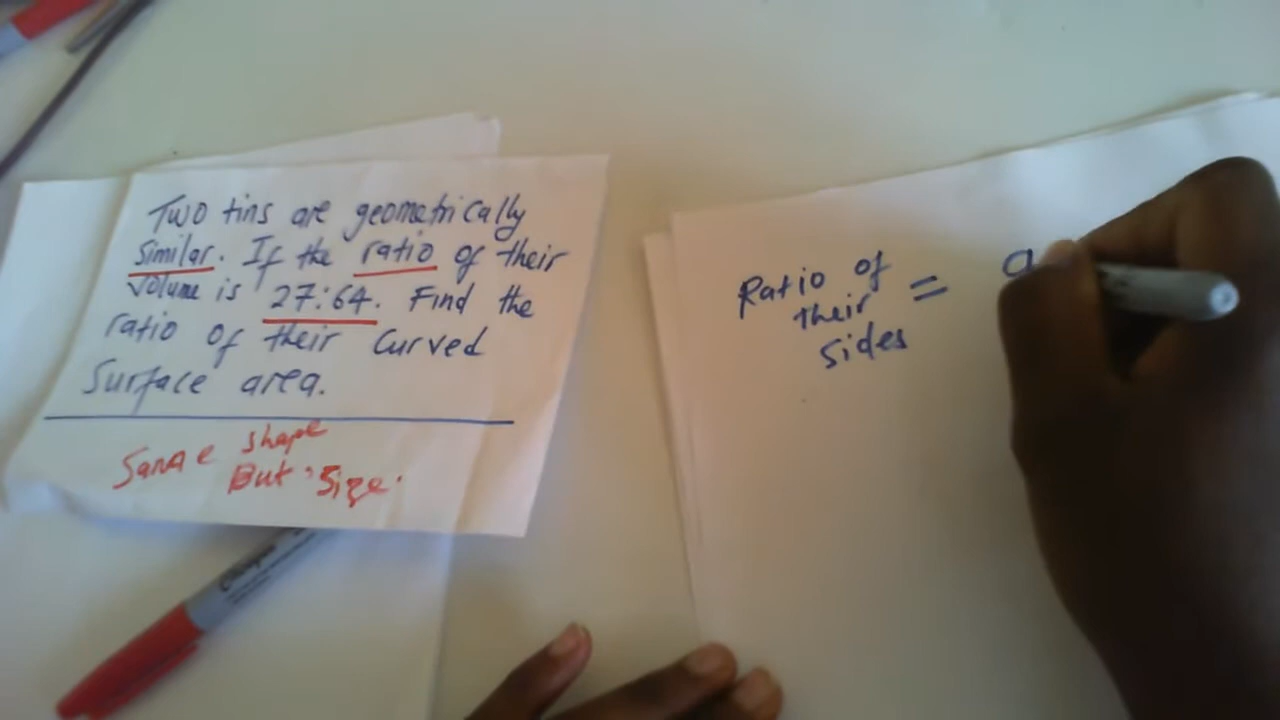 Two tins are geometrically
similar. If the ratio of their
volume is 27:64. Find the
ratio of their curved
surface area.
Same shape
But Size.
Ratio of
their
sides
=
a